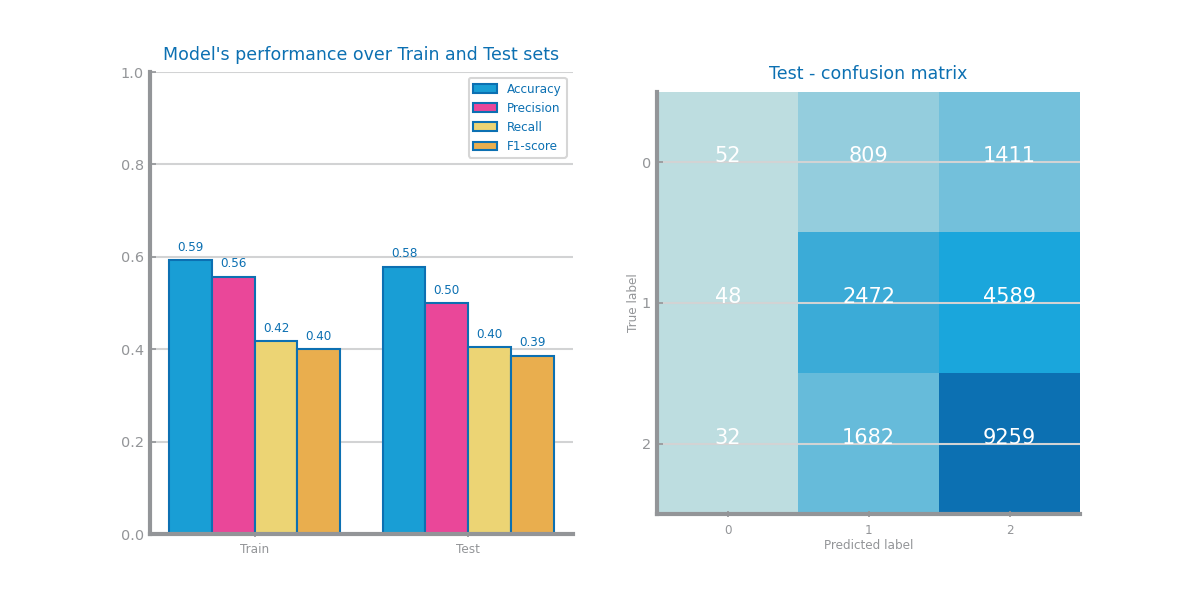 Model's performance over Train and Test sets
1.0
0.8
0.6
0.4
0.2
0.0
Accuracy
Precision
Recall
F1-score
0.59
0.56
0.42
0.40
0.58
0.50
0.40
0.39
Train
Test
Test - confusion matrix
True label
0
1
2
52 809 1411
48 2472 4589
32 1682 9259
0 1 2
Predicted label